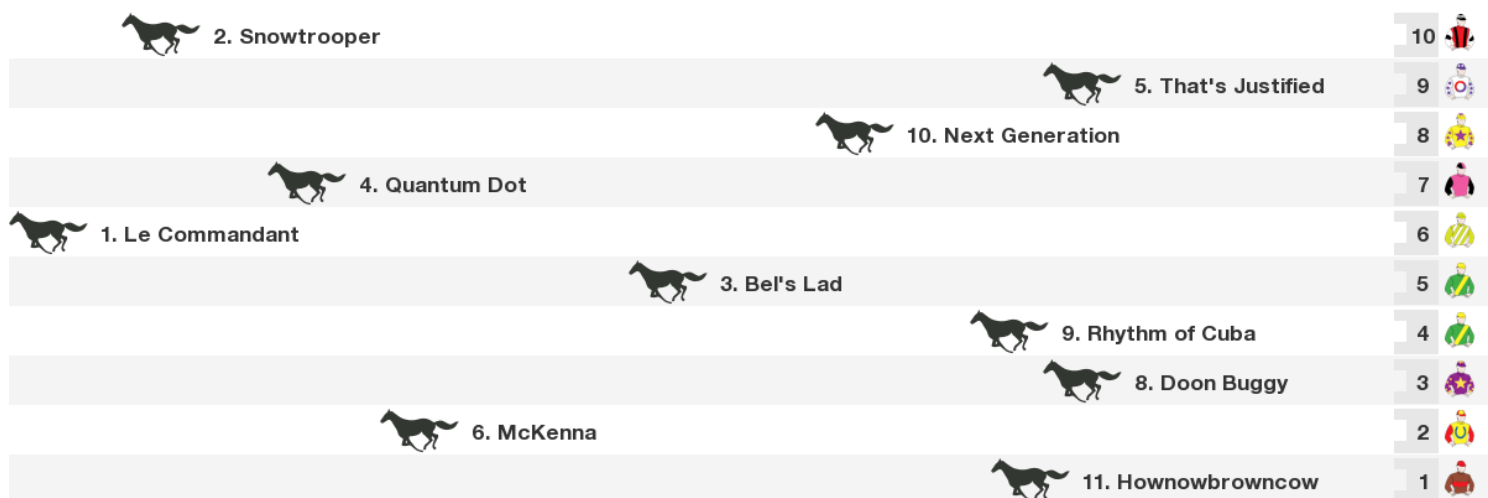 2. Snowtrooper 10
5. That's Justified 9
10. Next Generation 8
4. Quantum Dot 7
1. Le Commandant 6
3. Bel's Lad 5
9. Rhythm of Cuba 4
8. Doon Buggy 3
6. McKenna 2
11. Hownowbrowncow 1